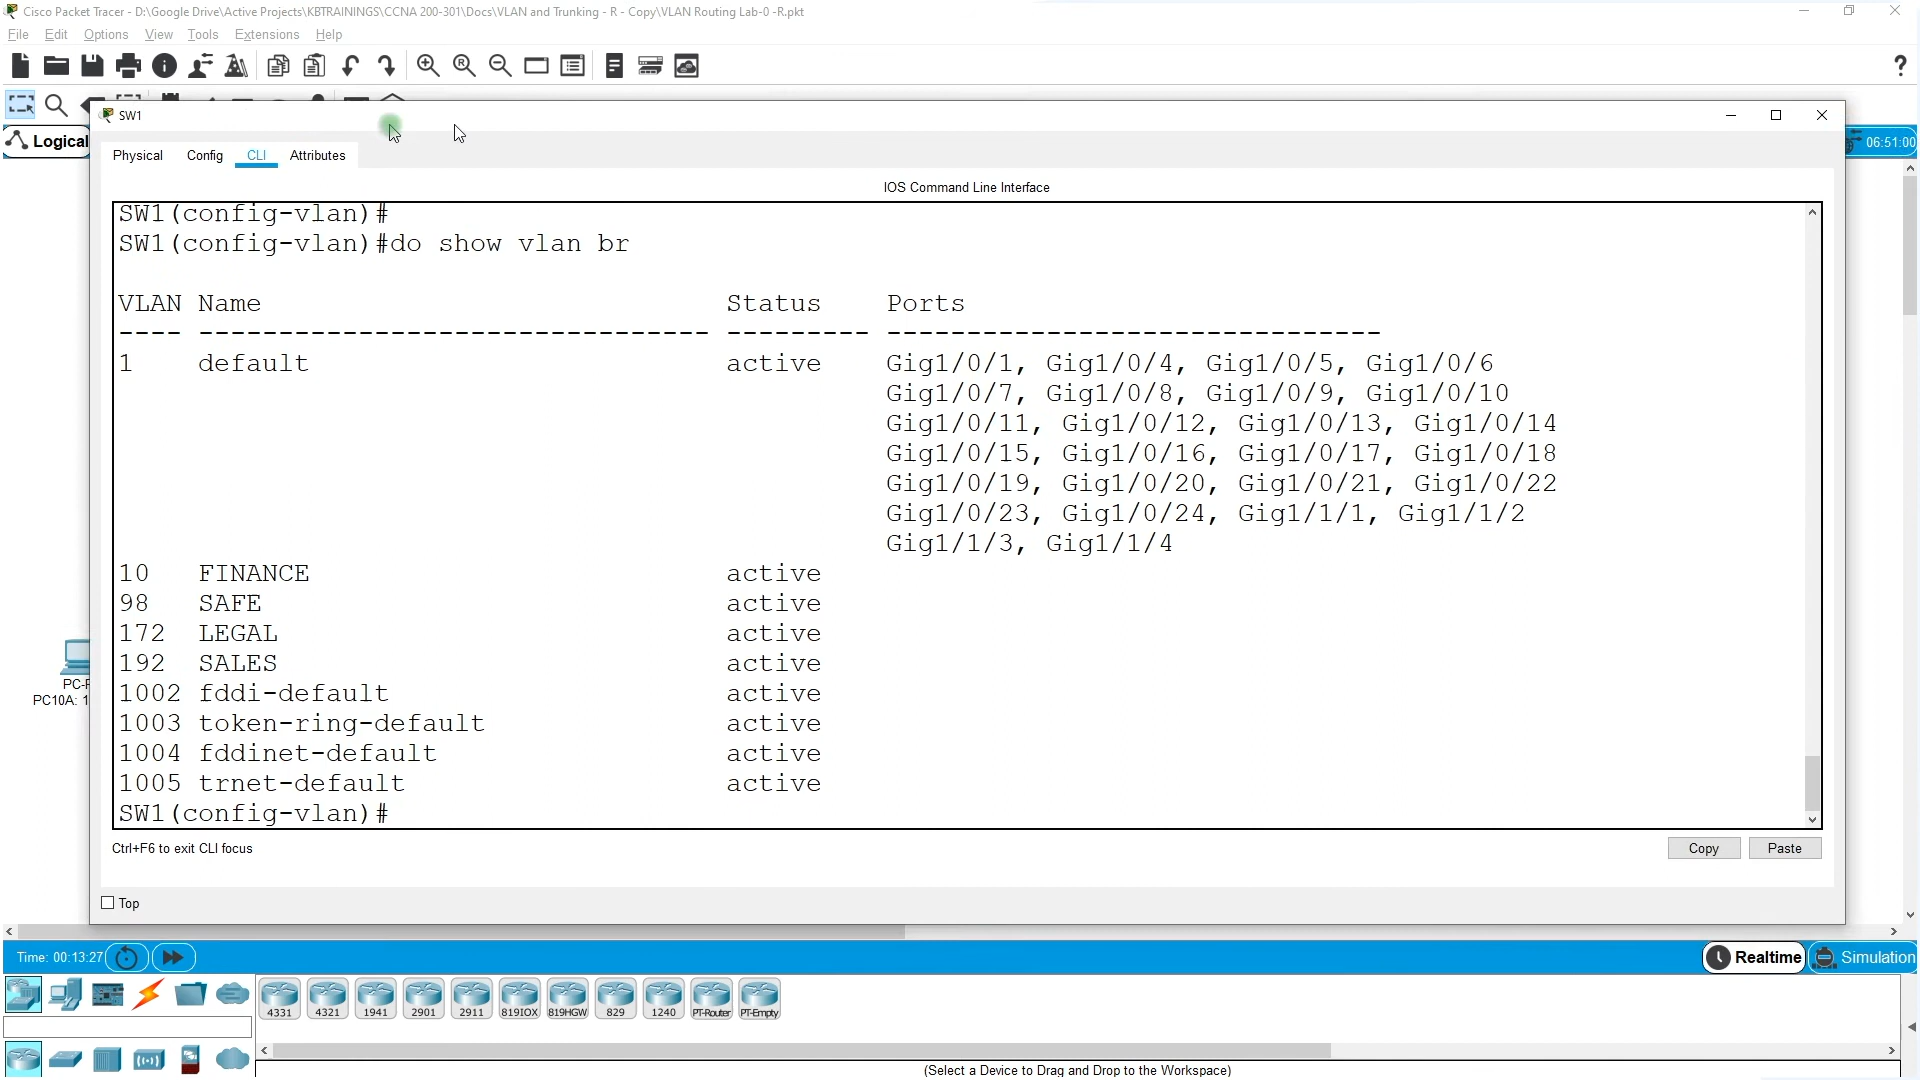 Cisco Packet Tracer - D:\Google Drive\Active Projects\KBTRAININGS\CCNA 200-301\Docs\VLAN and Trunking - R - Copy\VLAN Routing Lab-0 -R.pkt
File Edit Options View Tools Extensions Help
SW1
Logical
06:51:00
Physical Config CLI Attributes
IOS Command Line Interface
SW1(config-vlan)#
SW1(config-vlan)#do show vlan br
VLAN Name Status Ports
---- -------------------------------- --------- -------------------------------
1 default active Gig1/0/1, Gig1/0/4, Gig1/0/5, Gig1/0/6
Gig1/0/7, Gig1/0/8, Gig1/0/9, Gig1/0/10
Gig1/0/11, Gig1/0/12, Gig1/0/13, Gig1/0/14
Gig1/0/15, Gig1/0/16, Gig1/0/17, Gig1/0/18
Gig1/0/19, Gig1/0/20, Gig1/0/21, Gig1/0/22
Gig1/0/23, Gig1/0/24, Gig1/1/1, Gig1/1/2
Gig1/1/3, Gig1/1/4
10 FINANCE active
98 SAFE active
172 LEGAL active
192 SALES active
1002 fddi-default active
1003 token-ring-default active
1004 fddinet-default active
1005 trnet-default active
SW1(config-vlan)#
PC10A: 1
Ctrl+F6 to exit CLI focus
Copy Paste
Top
Time: 00:13:27
Realtime Simulation
4331 4321 1941 2901 2911 819IOX 819HGW 829 1240 PT-Router PT-Empty
(Select a Device to Drag and Drop to the Workspace)